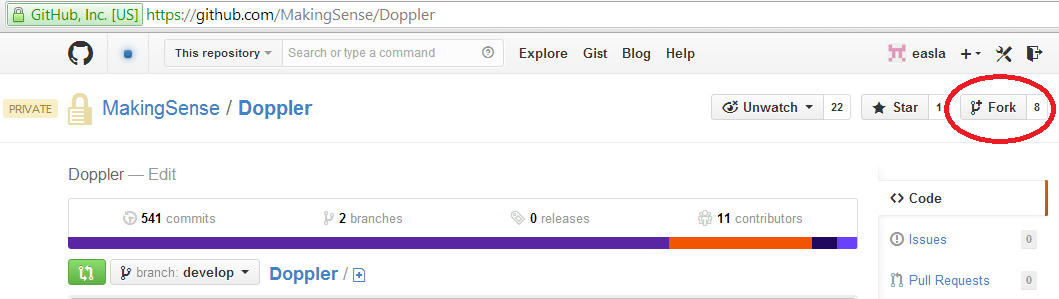 GitHub, Inc. [US] https://github.com/MakingSense/Doppler
This repository Search or type a command Explore Gist Blog Help easla
PRIVATE MakingSense / Doppler Unwatch 22 Star 1 Fork 8
Doppler — Edit
541 commits 2 branches 0 releases 11 contributors
Code
Issues 0
branch: develop Doppler /
Pull Requests 0